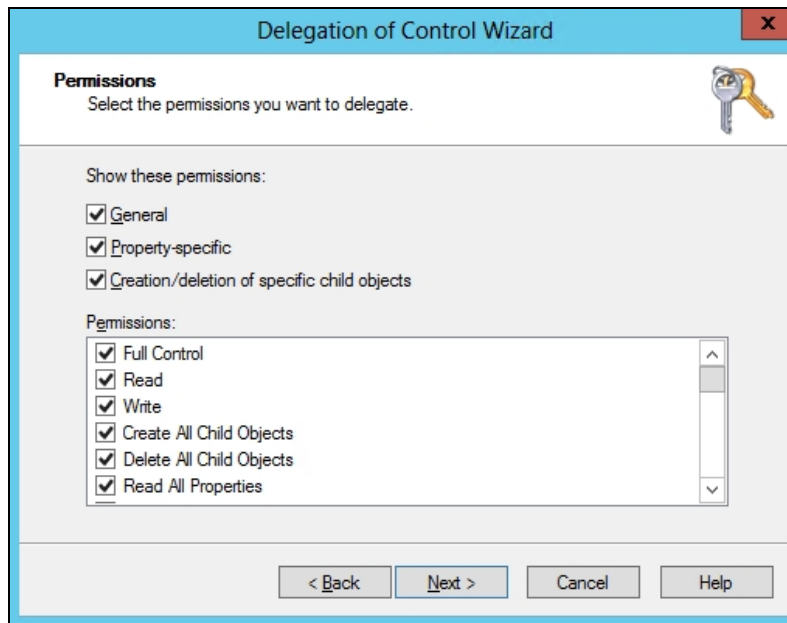 Delegation of Control Wizard
x
Permissions
Select the permissions you want to delegate.
Show these permissions:
General
Property-specific
Creation/deletion of specific child objects
Permissions:
Full Control
Read
Write
Create All Child Objects
Delete All Child Objects
Read All Properties
< Back
Next >
Cancel
Help